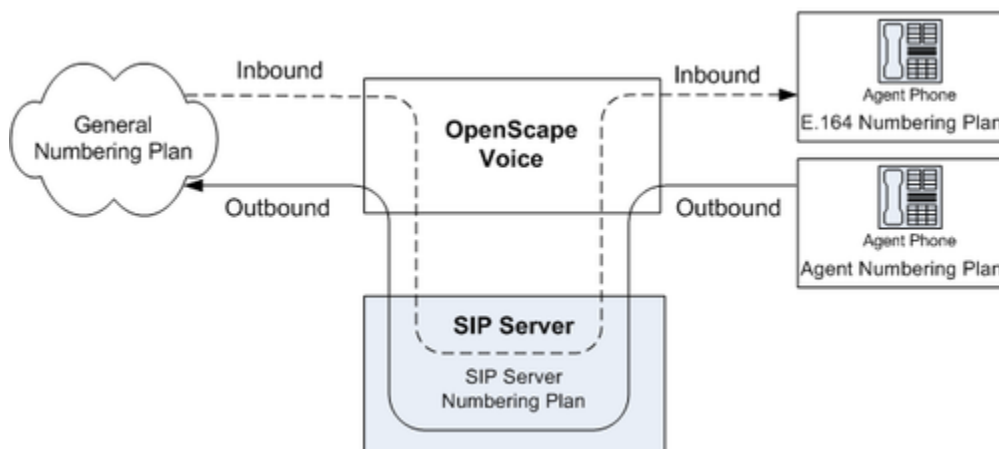 Inbound
Inbound
General
Numbering Plan
OpenScape
Voice
Agent Phone
E.164 Numbering Plan
Outbound
Outbound
Agent Phone
Agent Numbering Plan
SIP Server
SIP Server
Numbering Plan